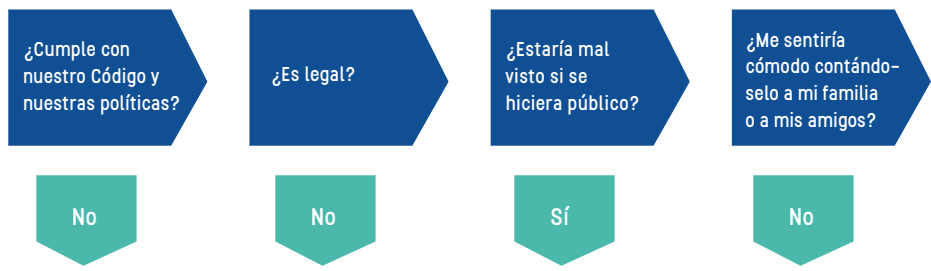 ¿Cumple con
nuestro Código y
nuestras políticas?
¿Es legal?
¿Estaría mal
visto si se
hiciera público?
¿Me sentiría
cómodo contándo-
selo a mi familia
o a mis amigos?
No
No
Sí
No